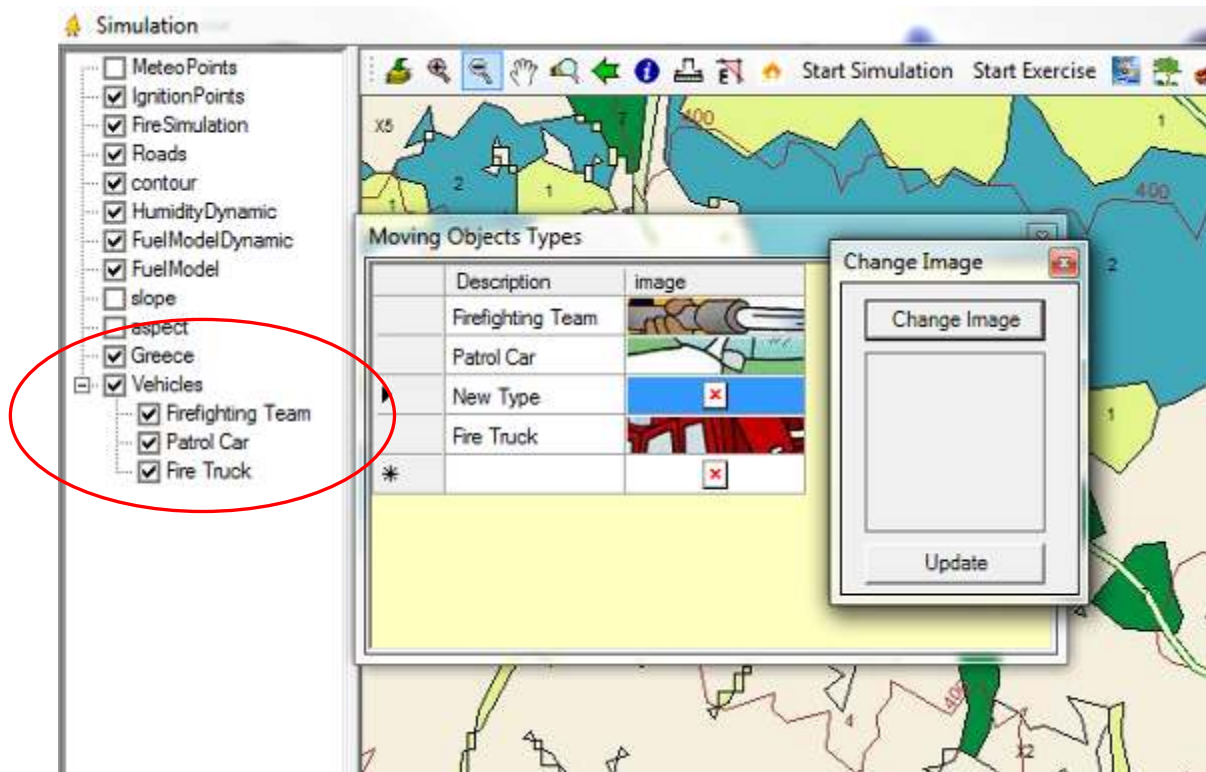 Simulation
MeteoPoints
IgnitionPoints
FireSimulation
Roads
contour
HumidityDynamic
FuelModelDynamic
FuelModel
slope
aspect
Greece
Vehicles
Firefighting Team
Patrol Car
Fire Truck
Start Simulation Start Exercise
X5
7
400
1
2
1
400
1
2
1
Moving Objects Types
Description image
Firefighting Team
Patrol Car
New Type
Fire Truck
Change Image
Change Image
Update
400
4
X2